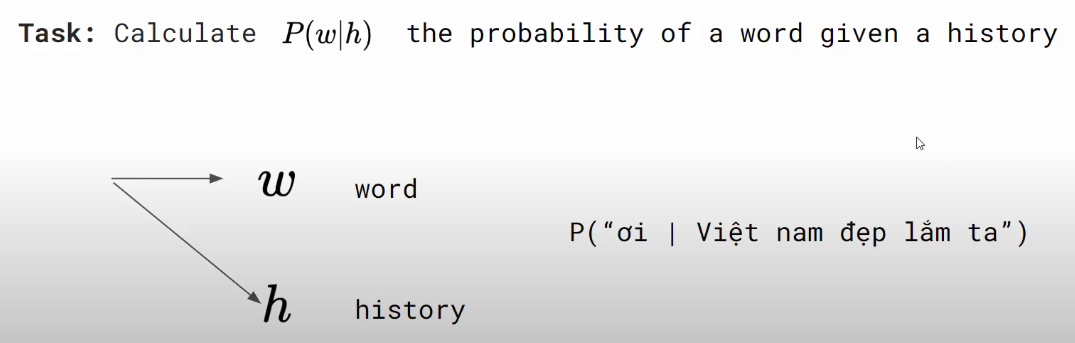 Task: Calculate P(w|h) the probability of a word given a history
w word
P(“ơi | Việt nam đẹp lắm ta”)
h history